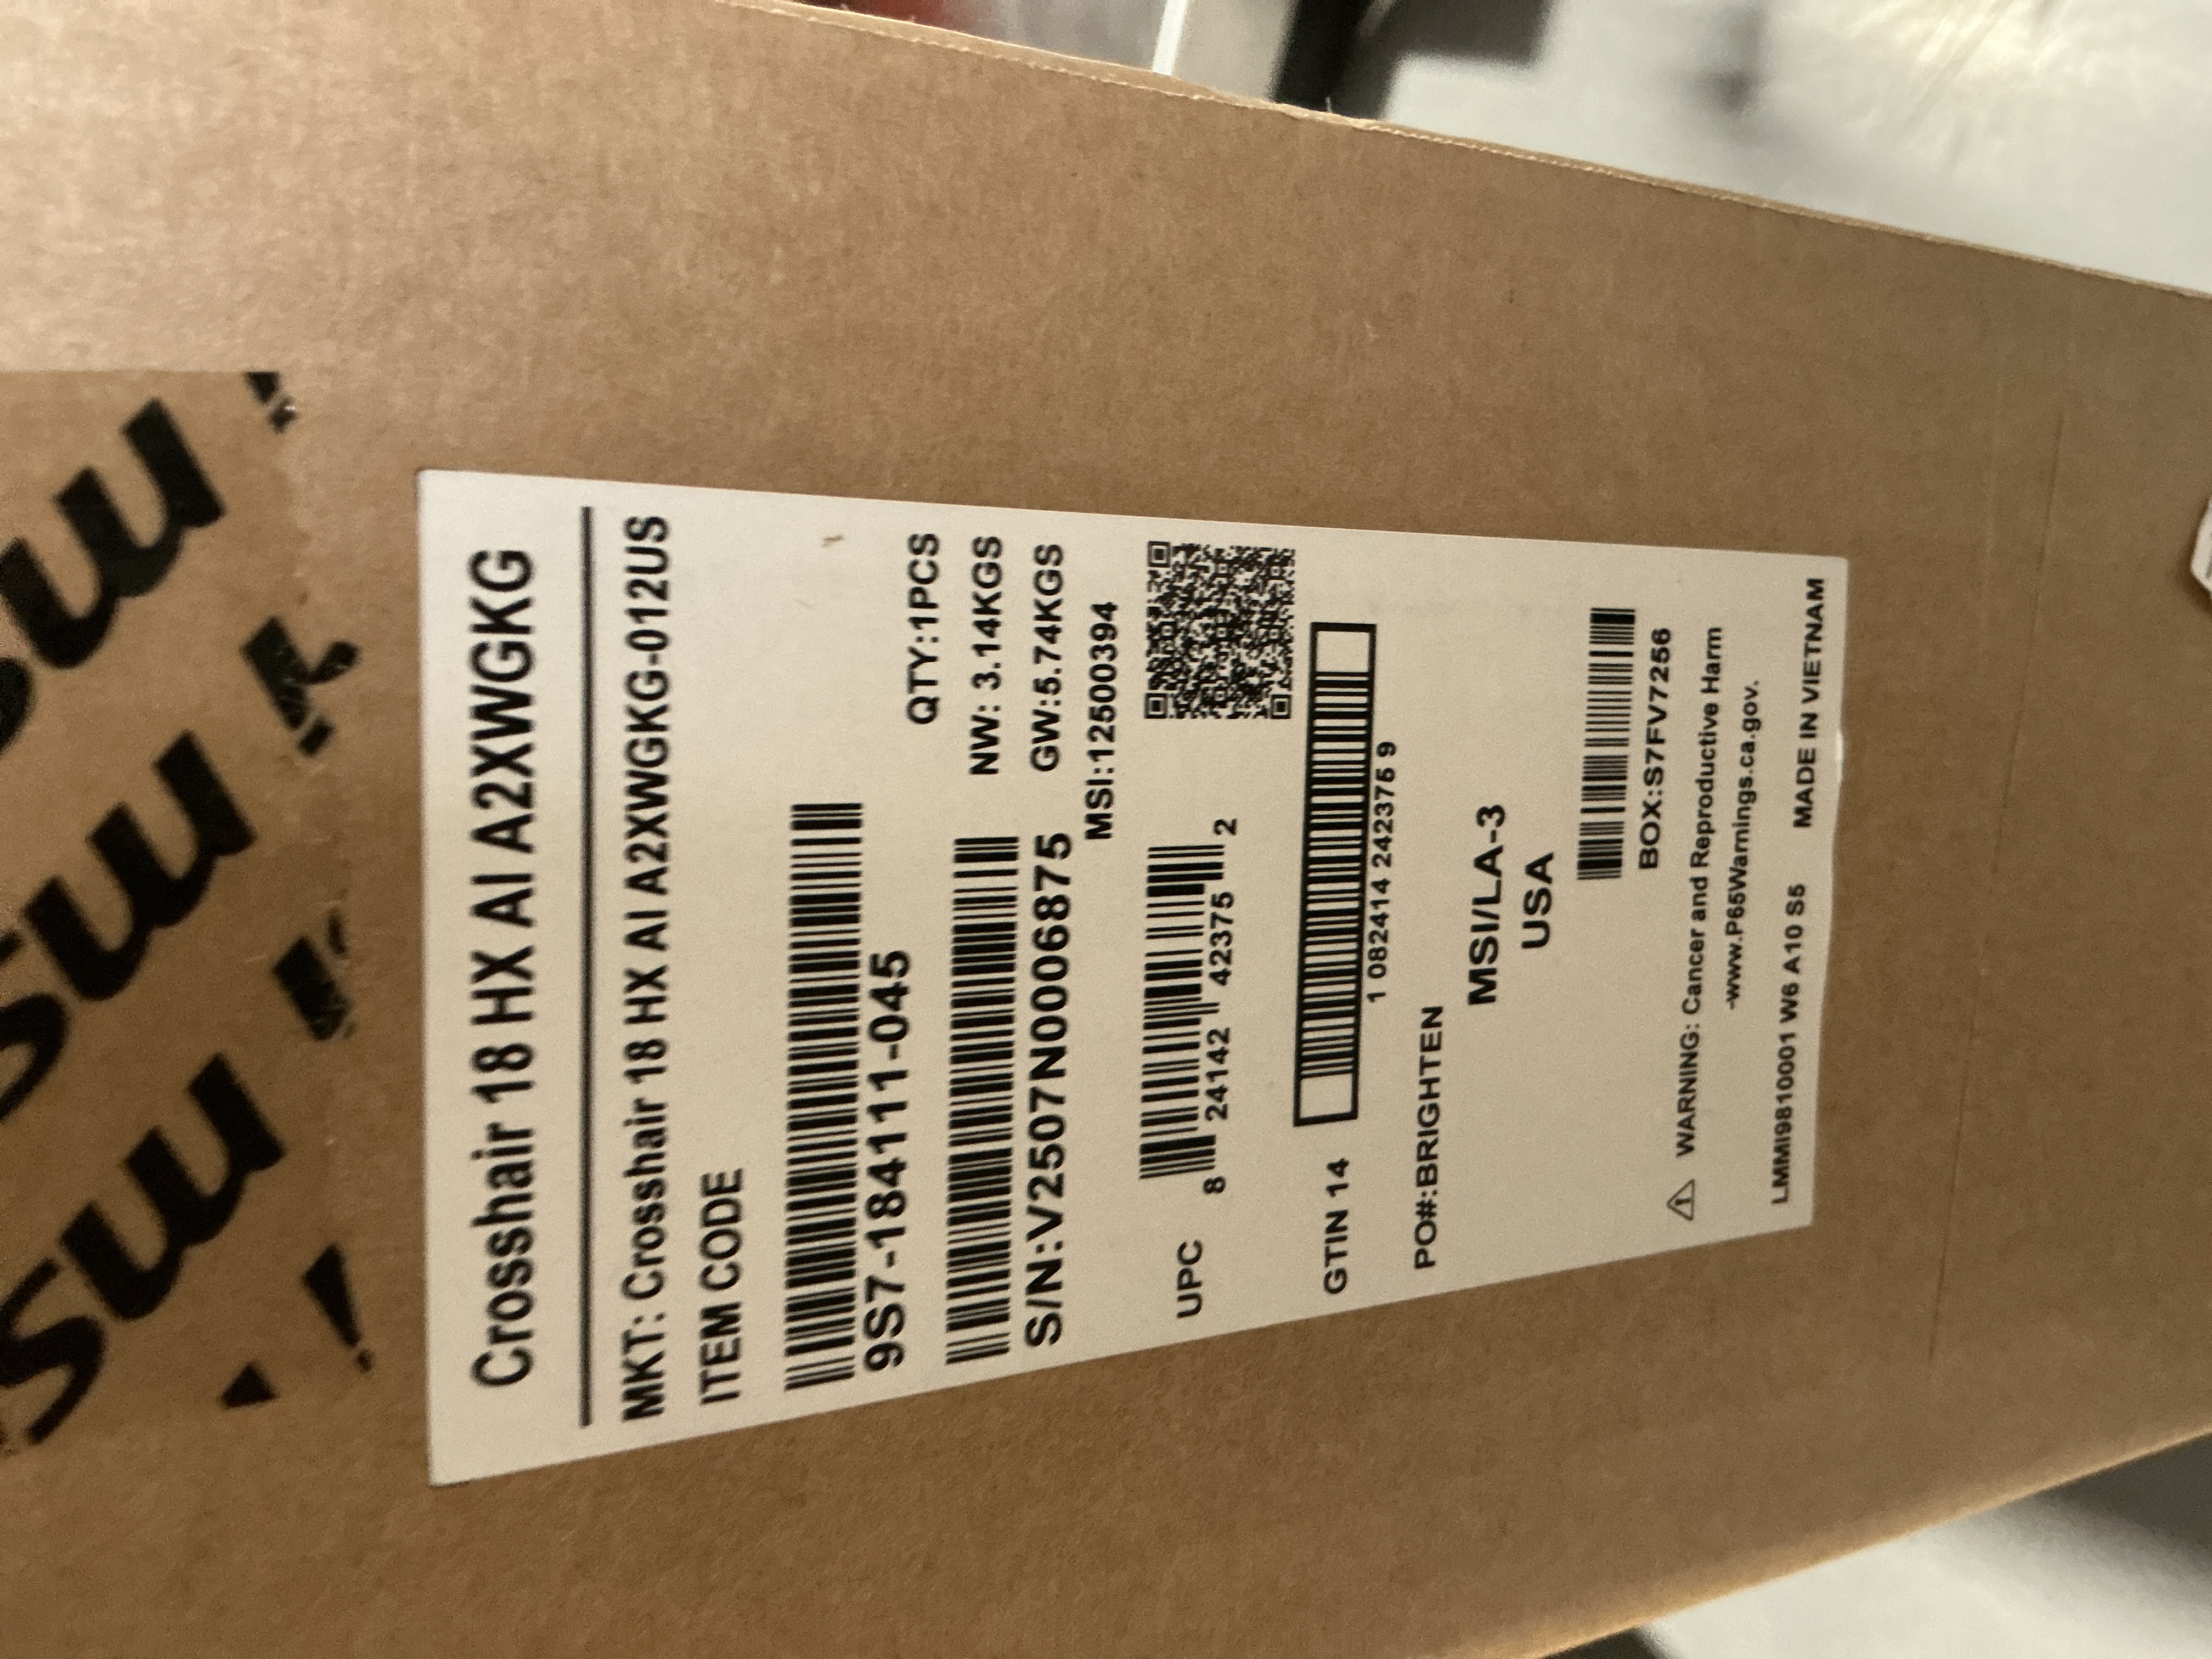 Crosshair 18 HX AI A2XWGKG
MKT: Crosshair 18 HX AI A2XWGKG-012US
ITEM CODE
9S7-184111-045
QTY:1PCS
S/N:V2507N0006875
NW: 3.14KGS
GW:5.74KGS
MSI:12500394
UPC
8 24142 42375 2
GTIN 14
1 082414 242375 9
PO#:BRIGHTEN
MSI/LA-3
USA
BOX:S7FV7256
WARNING: Cancer and Reproductive Harm
-www.P65Warnings.ca.gov.
LMMI9810001 W6 A10 S5 MADE IN VIETNAM